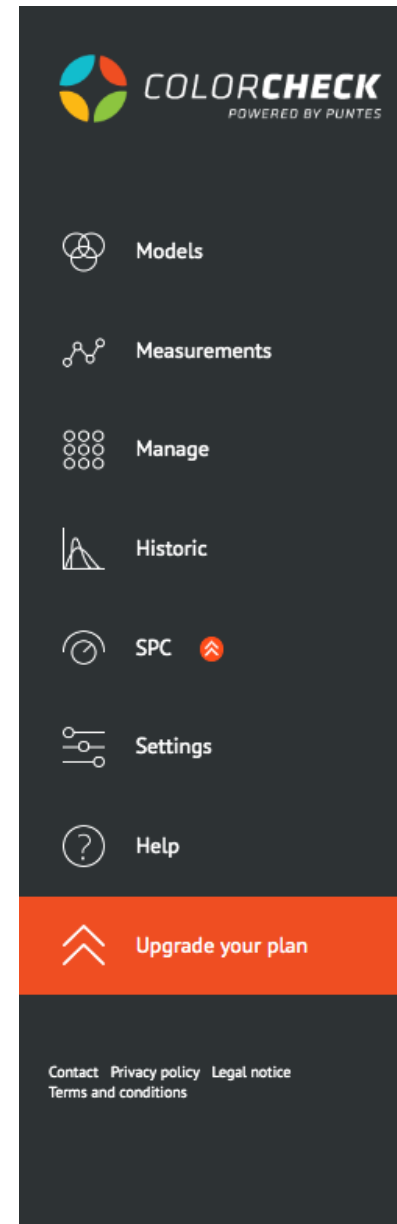 COLORCHECK
POWERED BY PUNTES
Models
Measurements
Manage
Historic
SPC
Settings
? Help
Upgrade your plan
Contact Privacy policy Legal notice
Terms and conditions